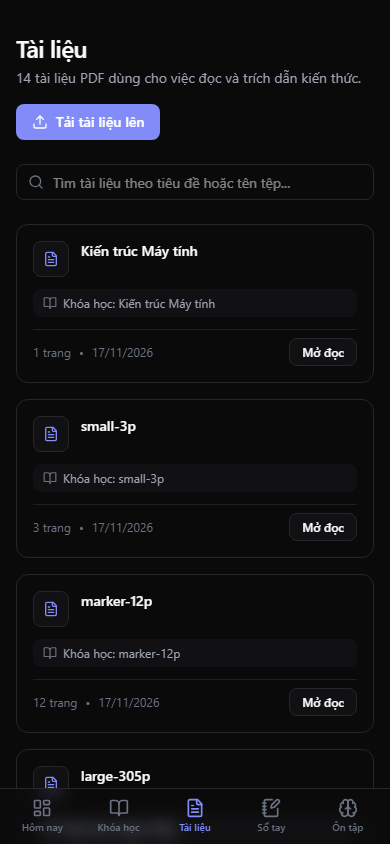 Tài liệu
14 tài liệu PDF dùng cho việc đọc và trích dẫn kiến thức.
Tải tài liệu lên
Tìm tài liệu theo tiêu đề hoặc tên tệp...
Kiến trúc Máy tính
Khóa học: Kiến trúc Máy tính
1 trang • 17/11/2026 Mở đọc
small-3p
Khóa học: small-3p
3 trang • 17/11/2026 Mở đọc
marker-12p
Khóa học: marker-12p
12 trang • 17/11/2026 Mở đọc
large-305p
Hôm nay Khóa học Tài liệu Sổ tay Ôn tập